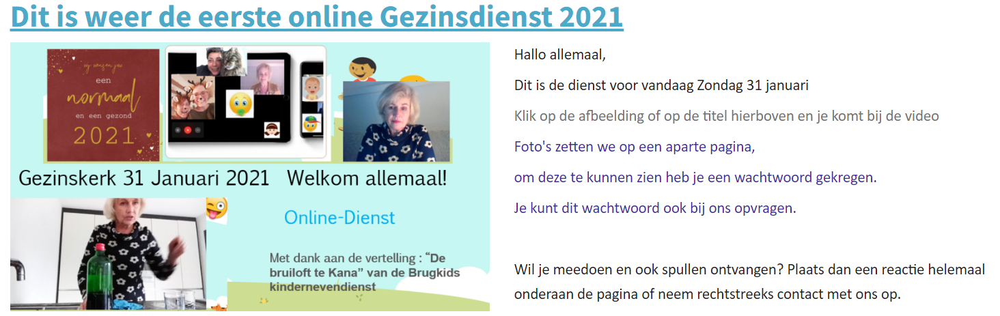 Dit is weer de eerste online Gezinsdienst 2021
een
normaal
en een gezond
2021
Gezinskerk 31 Januari 2021 Welkom allemaal!
Online-Dienst
Met dank aan de vertelling : “De
bruiloft te Kana” van de Brugkids
kindernevendienst
Hallo allemaal,
Dit is de dienst voor vandaag Zondag 31 januari
Klik op de afbeelding of op de titel hierboven en je komt bij de video
Foto's zetten we op een aparte pagina,
om deze te kunnen zien heb je een wachtwoord gekregen.
Je kunt dit wachtwoord ook bij ons opvragen.
Wil je meedoen en ook spullen ontvangen? Plaats dan een reactie helemaal
onderaan de pagina of neem rechtstreeks contact met ons op.